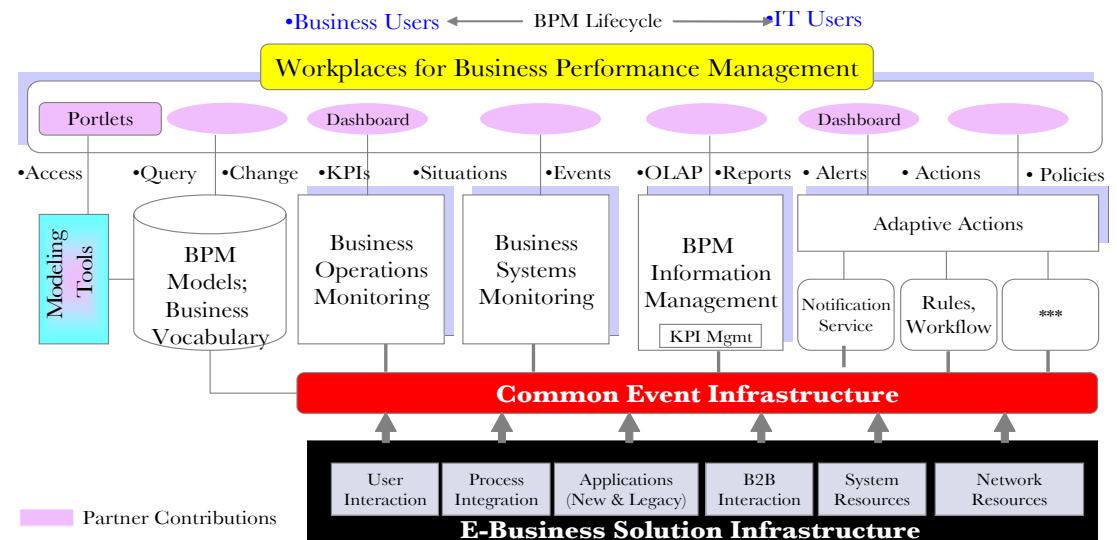 •Business Users
BPM Lifecycle
•IT Users
Workplaces for Business Performance Management
Portlets
Dashboard
Dashboard
•Access
•Query
•Change
•KPIs
•Situations
•Events
•OLAP
•Reports
• Alerts
• Actions
• Policies
Modeling
Tools
BPM
Models;
Business
Vocabulary
Business
Operations
Monitoring
Business
Systems
Monitoring
BPM
Information
Management
KPI Mgmt
Adaptive Actions
Notification
Service
Rules,
Workflow
***
Common Event Infrastructure
User
Interaction
Process
Integration
Applications
(New & Legacy)
B2B
Interaction
System
Resources
Network
Resources
Partner Contributions
E-Business Solution Infrastructure